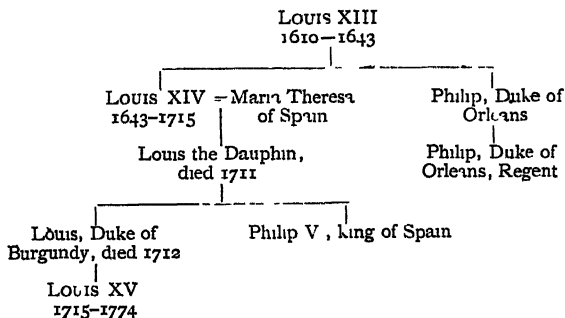 LOUIS XIII
1610—1643
LOUIS XIV = Maria Theresa
1643–1715 of Spain
Philip, Duke of
Orleans
Louis the Dauphin,
died 1711
Philip, Duke of
Orleans, Regent
Louis, Duke of
Burgundy, died 1712
Philip V, king of Spain
LOUIS XV
1715–1774